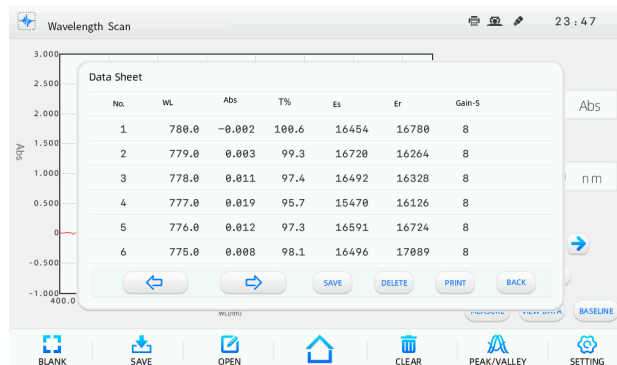 Wavelength Scan
23:47
3.000
2.500
2.000
1.500
1.000
0.500
0
-0.500
-1.000
Abs
400.0
WL(nm)
Data Sheet
No. WL Abs T% Es Er Gain-S
1 780.0 -0.002 100.6 16454 16780 8
2 779.0 0.003 99.3 16720 16264 8
3 778.0 0.011 97.4 16492 16328 8
4 777.0 0.019 95.7 15470 16126 8
5 776.0 0.012 97.3 16591 16724 8
6 775.0 0.008 98.1 16496 17089 8
SAVE DELETE PRINT BACK
Abs
nm
MEASURE VIEW DATA BASELINE
BLANK SAVE OPEN CLEAR PEAK/VALLEY SETTING